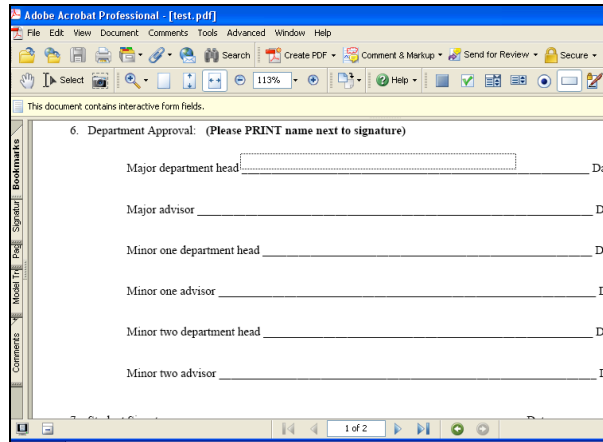 Adobe Acrobat Professional - [test.pdf]
File Edit View Document Comments Tools Advanced Window Help
Search Create PDF Comment & Markup Send for Review Secure
Select 113% Help
This document contains interactive form fields.
Bookmarks
Signatur
Pag
Model Tr
Comments
6. Department Approval: (Please PRINT name next to signature)
Major department head Da
Major advisor D
Minor one department head D
Minor one advisor D
Minor two department head D
Minor two advisor D
1 of 2